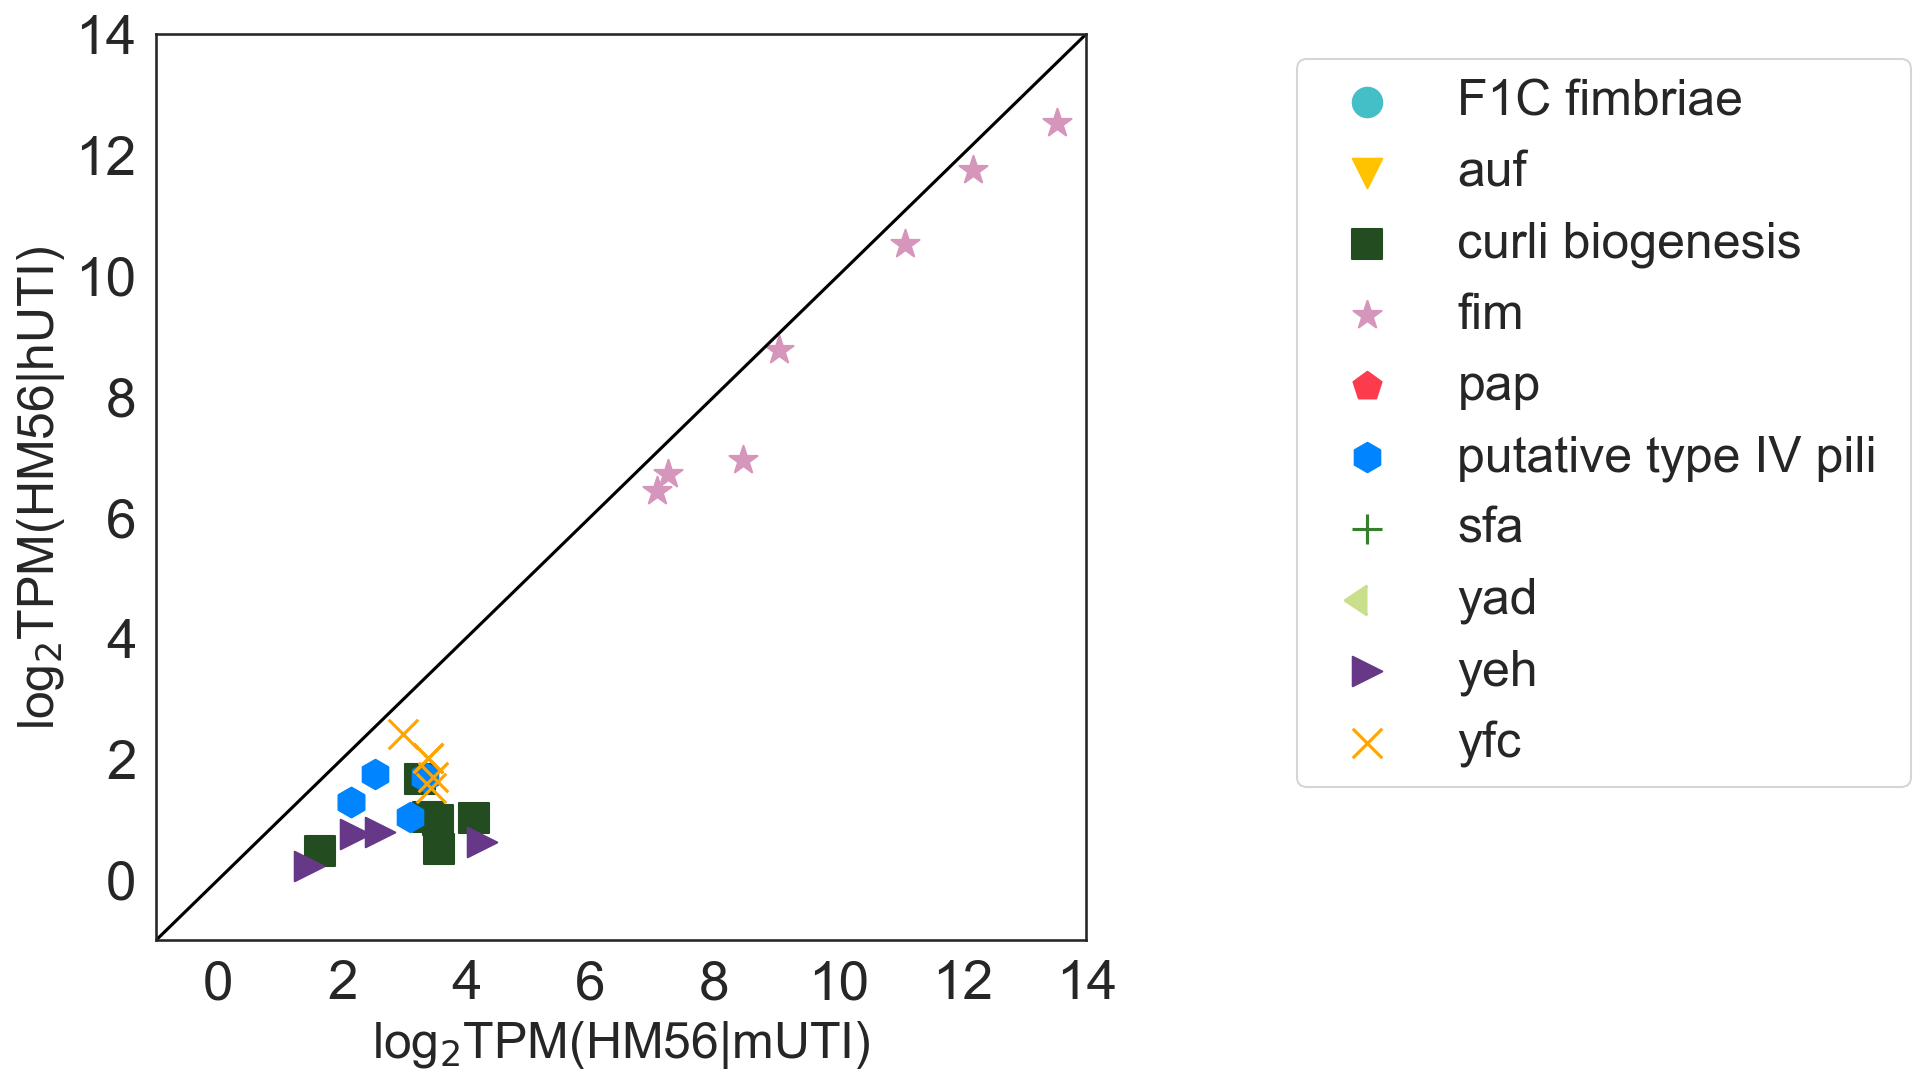 14
12
10
8
6
4
2
0
log₂TPM(HM56|hUTI)
0 2 4 6 8 10 12 14
log₂TPM(HM56|mUTI)
F1C fimbriae
auf
curli biogenesis
fim
pap
putative type IV pili
sfa
yad
yeh
yfc